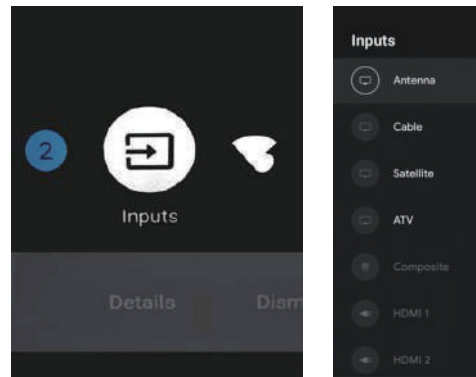 2
Inputs
Details Dism
Inputs
Antenna
Cable
Satellite
ATV
Composite
HDMI 1
HDMI 2